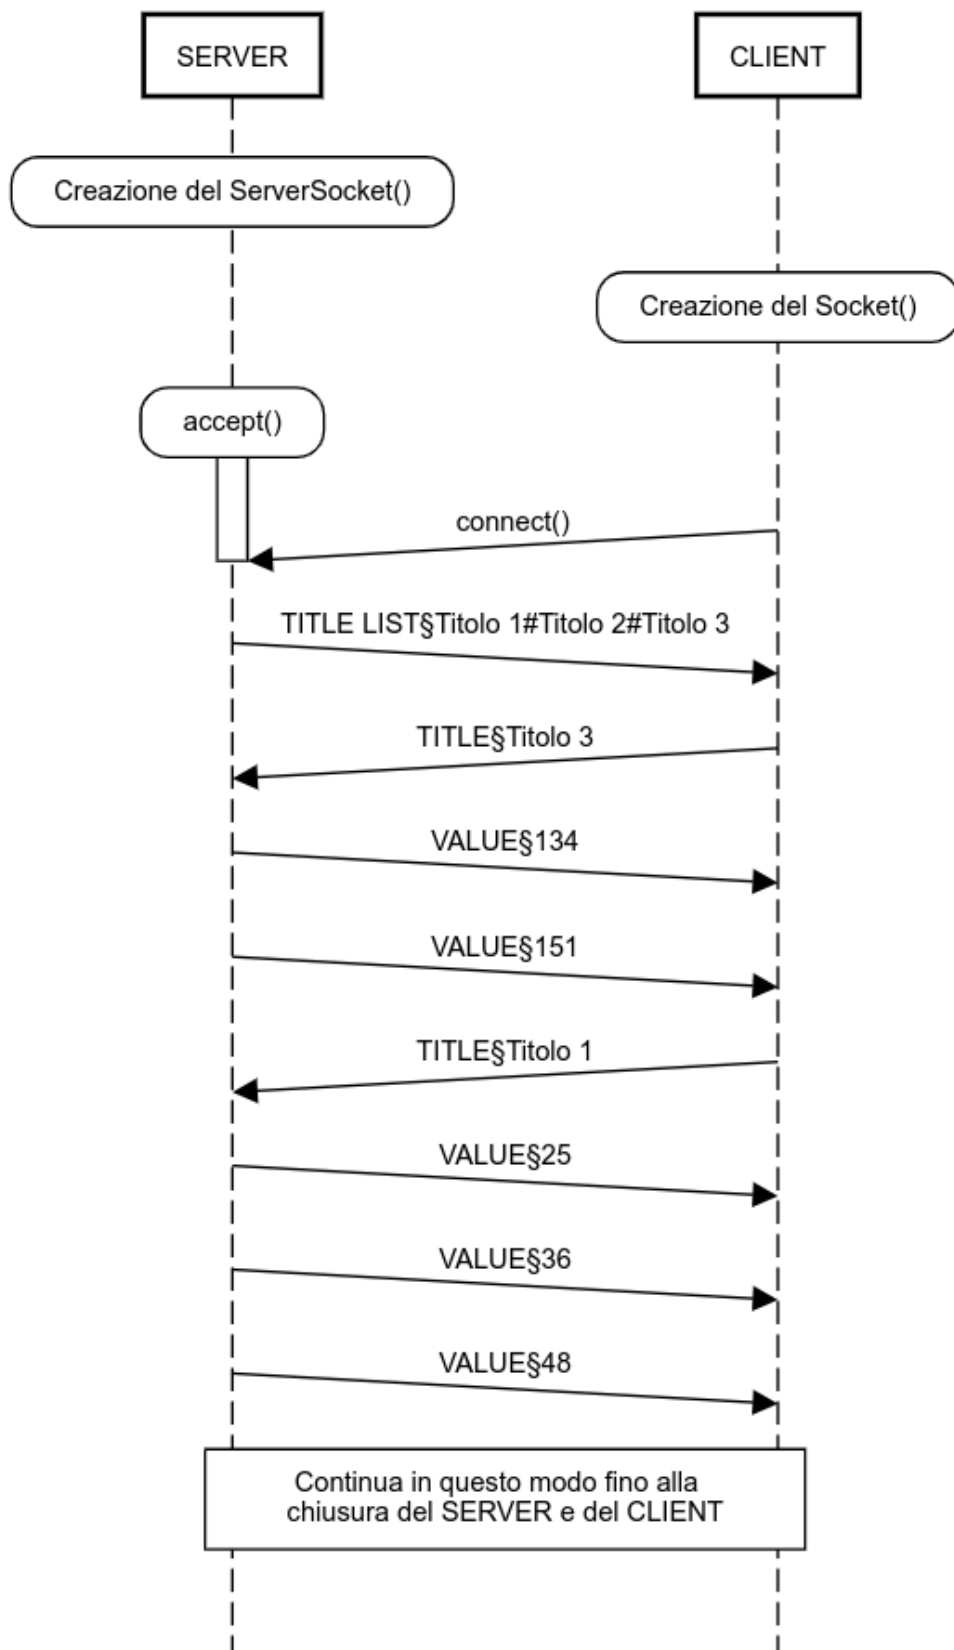 SERVER
CLIENT
Creazione del ServerSocket()
Creazione del Socket()
accept()
connect()
TITLE LIST§Titolo 1#Titolo 2#Titolo 3
TITLE§Titolo 3
VALUE§134
VALUE§151
TITLE§Titolo 1
VALUE§25
VALUE§36
VALUE§48
Continua in questo modo fino alla
chiusura del SERVER e del CLIENT